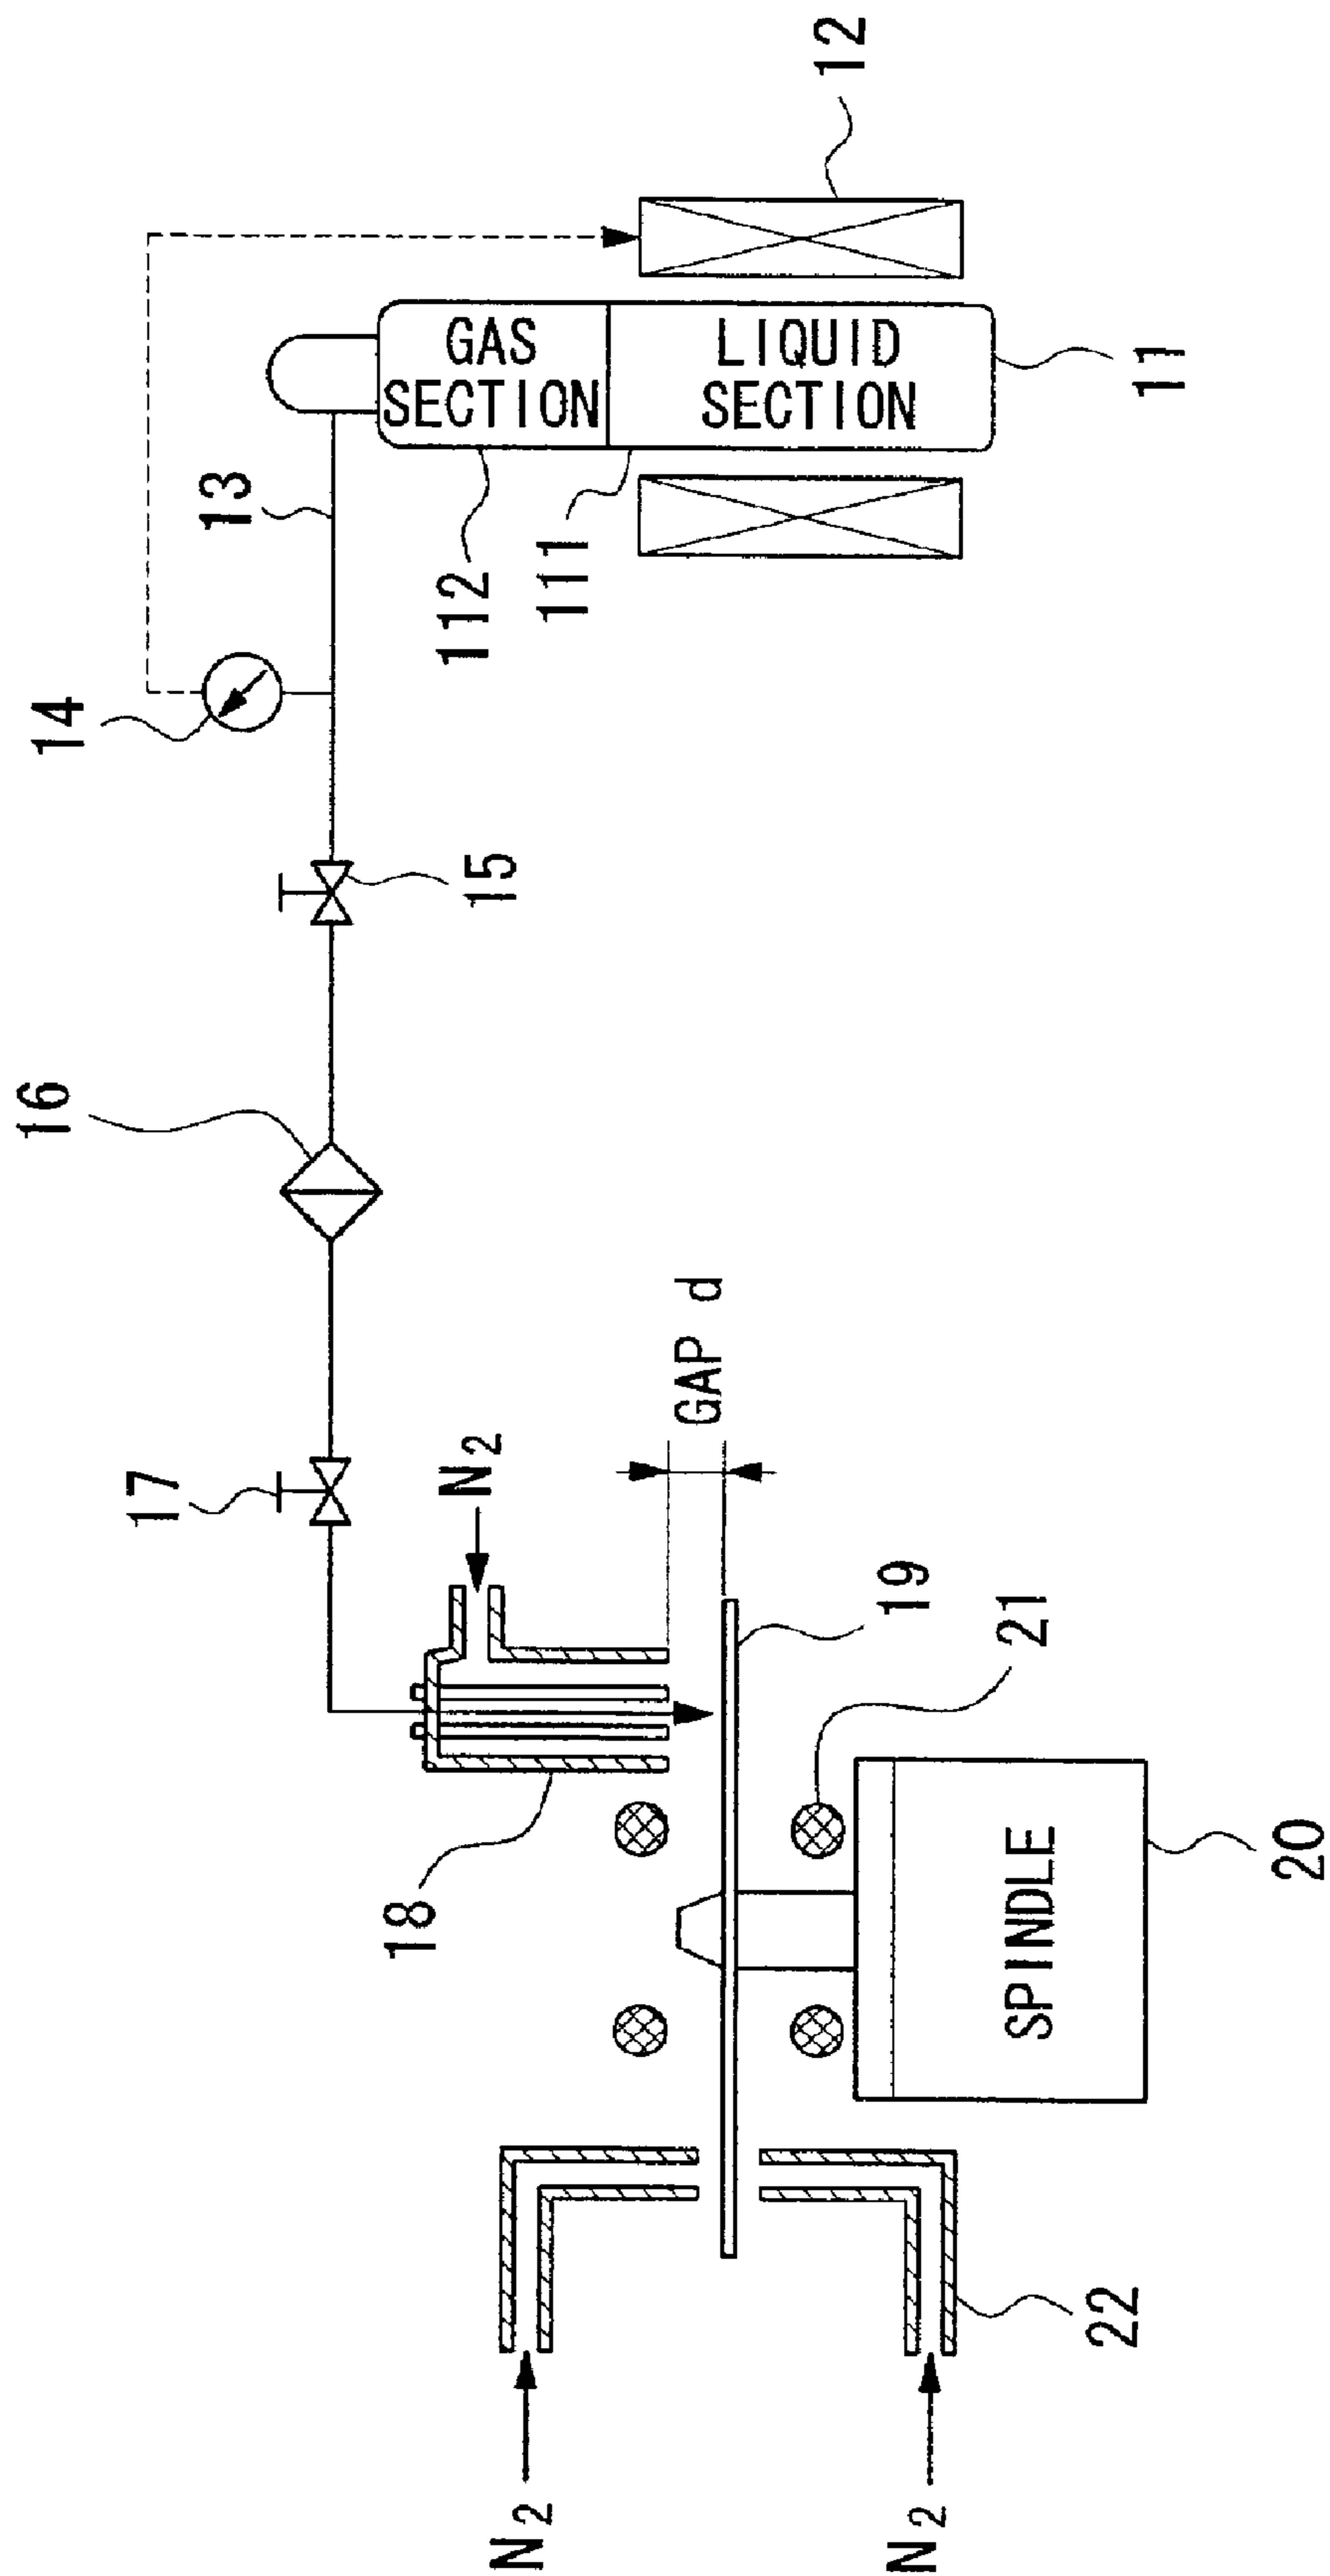 12
14
13
GAS
SECTION
LIQUID
SECTION
11
112
111
15
16
17
N2
GAP d
19
21
18
SPINDLE
20
22
N2
N2